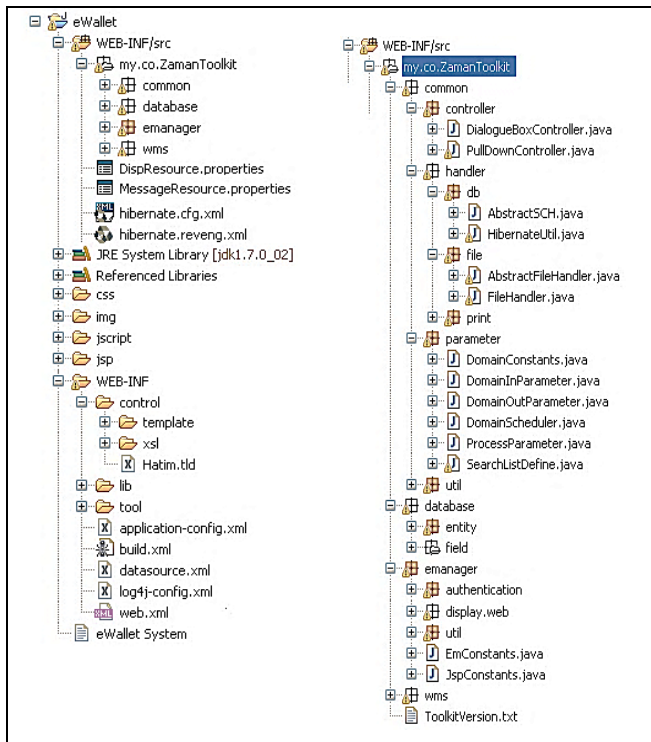 eWallet
WEB-INF/src
my.co.ZamanToolkit
common
database
emanager
wms
DispResource.properties
MessageResource.properties
hibernate.cfg.xml
hibernate.reveng.xml
JRE System Library [jdk1.7.0_02]
Referenced Libraries
css
img
jscript
jsp
WEB-INF
control
template
xsl
Hatim.tld
lib
tool
application-config.xml
build.xml
datasource.xml
log4j-config.xml
web.xml
eWallet System
WEB-INF/src
my.co.ZamanToolkit
common
controller
DialogueBoxController.java
PullDownController.java
handler
db
AbstractSCH.java
HibernateUtil.java
file
AbstractFileHandler.java
FileHandler.java
print
parameter
DomainConstants.java
DomainInParameter.java
DomainOutParameter.java
DomainScheduler.java
ProcessParameter.java
SearchListDefine.java
util
database
entity
field
emanager
authentication
display.web
util
EmConstants.java
JspConstants.java
wms
ToolkitVersion.txt